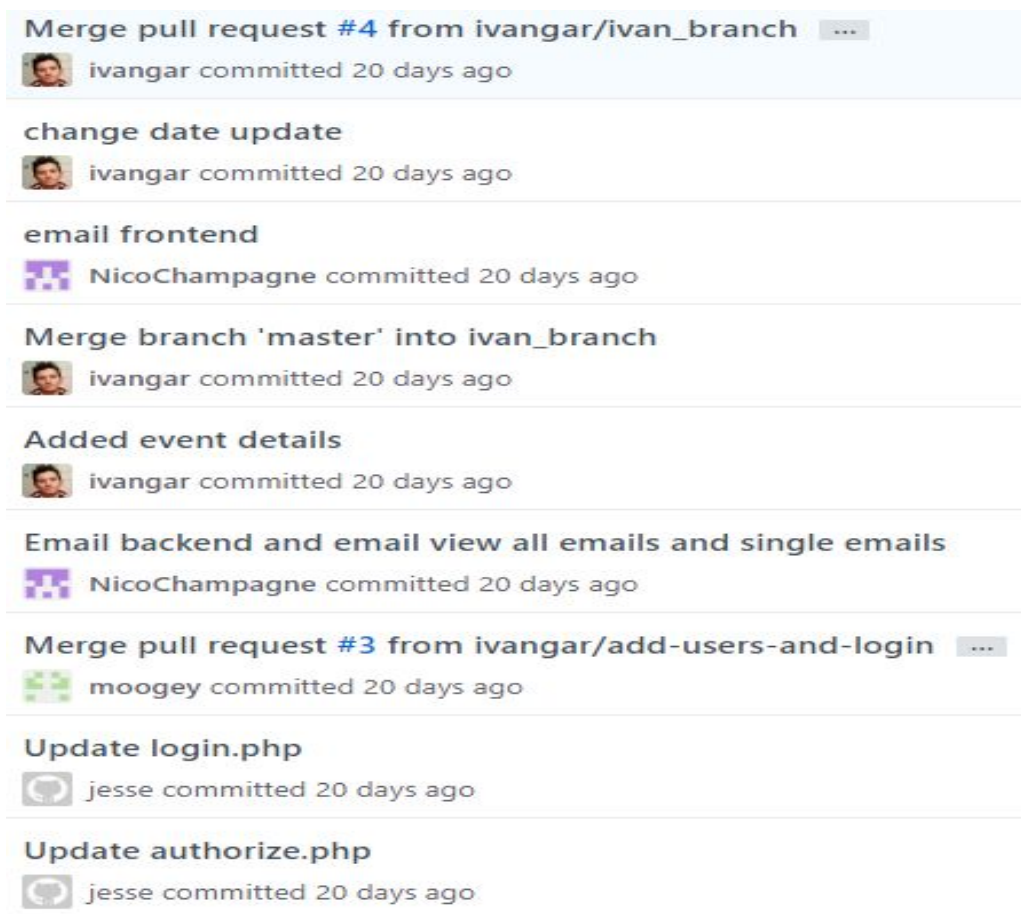 Merge pull request #4 from ivangar/ivan_branch ...
ivangar committed 20 days ago
change date update
ivangar committed 20 days ago
email frontend
NicoChampagne committed 20 days ago
Merge branch 'master' into ivan_branch
ivangar committed 20 days ago
Added event details
ivangar committed 20 days ago
Email backend and email view all emails and single emails
NicoChampagne committed 20 days ago
Merge pull request #3 from ivangar/add-users-and-login ...
moogey committed 20 days ago
Update login.php
jesse committed 20 days ago
Update authorize.php
jesse committed 20 days ago